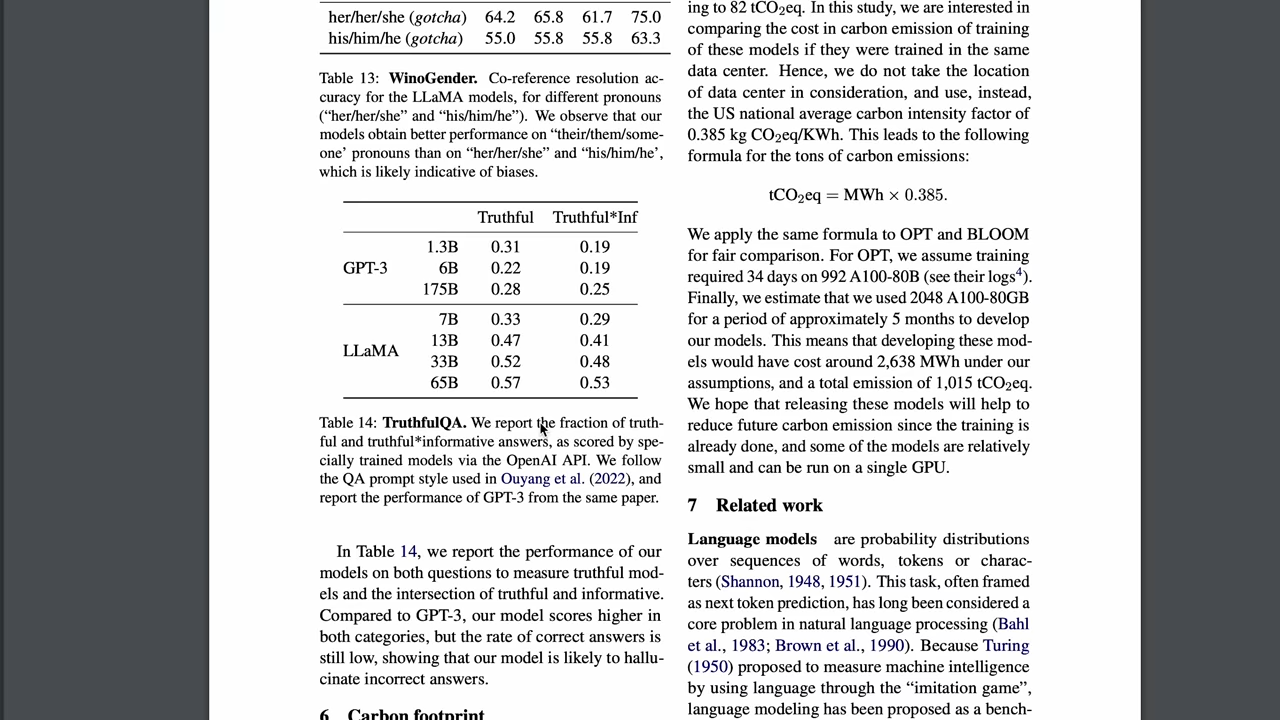 her/her/she (gotcha) 64.2 65.8 61.7 75.0
his/him/he (gotcha) 55.0 55.8 55.8 63.3
Table 13: WinoGender. Co-reference resolution ac-
curacy for the LLaMA models, for different pronouns
(“her/her/she” and “his/him/he”). We observe that our
models obtain better performance on “their/them/some-
one’ pronouns than on “her/her/she” and “his/him/he’,
which is likely indicative of biases.
Truthful Truthful*Inf
1.3B 0.31 0.19
GPT-3 6B 0.22 0.19
175B 0.28 0.25
7B 0.33 0.29
13B 0.47 0.41
LLaMA
33B 0.52 0.48
65B 0.57 0.53
Table 14: TruthfulQA. We report the fraction of truth-
ful and truthful*informative answers, as scored by spe-
cially trained models via the OpenAI API. We follow
the QA prompt style used in Ouyang et al. (2022), and
report the performance of GPT-3 from the same paper.
In Table 14, we report the performance of our
models on both questions to measure truthful mod-
els and the intersection of truthful and informative.
Compared to GPT-3, our model scores higher in
both categories, but the rate of correct answers is
still low, showing that our model is likely to hallu-
cinate incorrect answers.
6 Carbon footprint
ing to 82 tCO₂eq. In this study, we are interested in
comparing the cost in carbon emission of training
of these models if they were trained in the same
data center. Hence, we do not take the location
of data center in consideration, and use, instead,
the US national average carbon intensity factor of
0.385 kg CO₂eq/KWh. This leads to the following
formula for the tons of carbon emissions:
tCO₂eq = MWh × 0.385.
We apply the same formula to OPT and BLOOM
for fair comparison. For OPT, we assume training
required 34 days on 992 A100-80B (see their logs⁴).
Finally, we estimate that we used 2048 A100-80GB
for a period of approximately 5 months to develop
our models. This means that developing these mod-
els would have cost around 2,638 MWh under our
assumptions, and a total emission of 1,015 tCO₂eq.
We hope that releasing these models will help to
reduce future carbon emission since the training is
already done, and some of the models are relatively
small and can be run on a single GPU.
7 Related work
Language models are probability distributions
over sequences of words, tokens or charac-
ters (Shannon, 1948, 1951). This task, often framed
as next token prediction, has long been considered a
core problem in natural language processing (Bahl
et al., 1983; Brown et al., 1990). Because Turing
(1950) proposed to measure machine intelligence
by using language through the “imitation game”,
language modeling has been proposed as a bench-